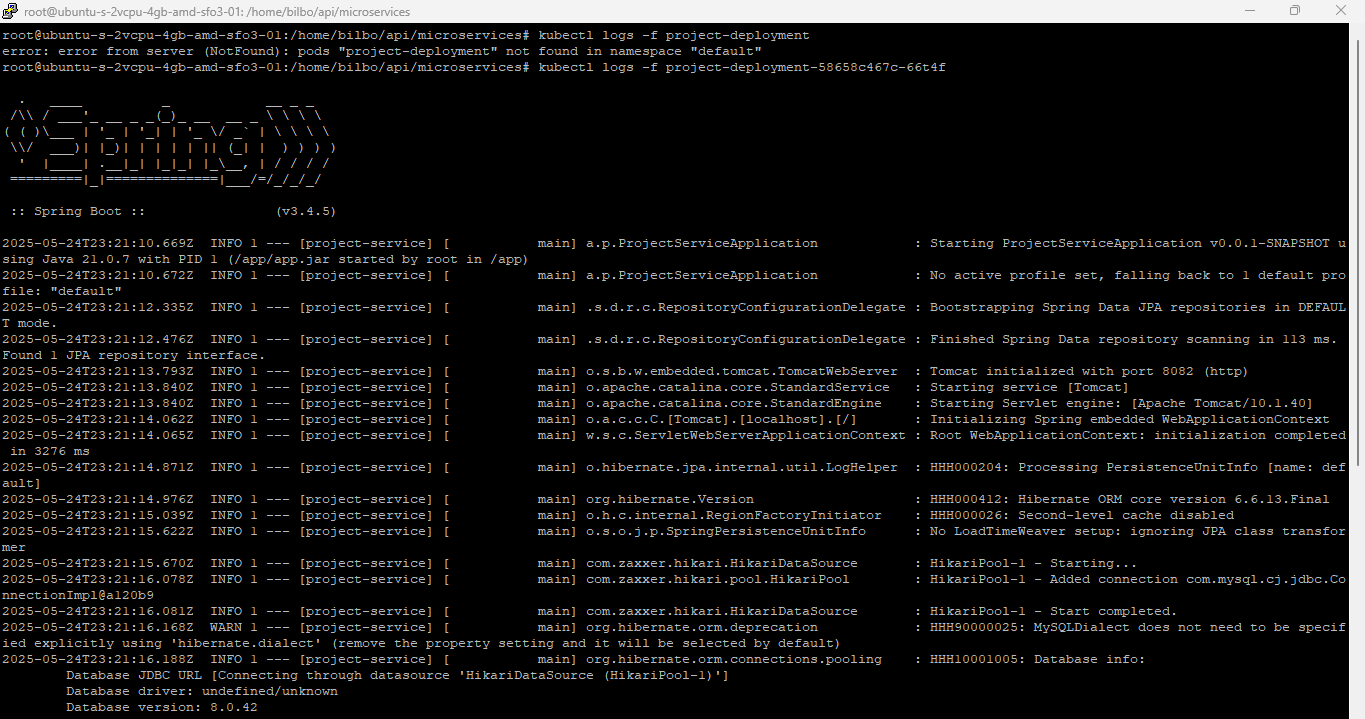 root@ubuntu-s-2vcpu-4gb-amd-sfo3-01: /home/bilbo/api/microservices
root@ubuntu-s-2vcpu-4gb-amd-sfo3-01:/home/bilbo/api/microservices# kubectl logs -f project-deployment
error: error from server (NotFound): pods "project-deployment" not found in namespace "default"
root@ubuntu-s-2vcpu-4gb-amd-sfo3-01:/home/bilbo/api/microservices# kubectl logs -f project-deployment-58658c467c-66t4f
  .   ____          _            __ _ _
 /\\ / ___'_ __ _ _(_)_ __  __ _ \ \ \ \
( ( )\___ | '_ | '_| | '_ \/ _` | \ \ \ \
 \\/  ___)| |_)| | | | | || (_| |  ) ) ) )
  '  |____| .__|_| |_|_| |_\__, | / / / /
 =========|_|==============|___/=/_/_/_/
 :: Spring Boot ::                (v3.4.5)
2025-05-24T23:21:10.669Z  INFO 1 --- [project-service] [           main] a.p.ProjectServiceApplication            : Starting ProjectServiceApplication v0.0.1-SNAPSHOT u
sing Java 21.0.7 with PID 1 (/app/app.jar started by root in /app)
2025-05-24T23:21:10.672Z  INFO 1 --- [project-service] [           main] a.p.ProjectServiceApplication            : No active profile set, falling back to 1 default pro
file: "default"
2025-05-24T23:21:12.335Z  INFO 1 --- [project-service] [           main] .s.d.r.c.RepositoryConfigurationDelegate : Bootstrapping Spring Data JPA repositories in DEFAUL
T mode.
2025-05-24T23:21:12.476Z  INFO 1 --- [project-service] [           main] .s.d.r.c.RepositoryConfigurationDelegate : Finished Spring Data repository scanning in 113 ms.
Found 1 JPA repository interface.
2025-05-24T23:21:13.793Z  INFO 1 --- [project-service] [           main] o.s.b.w.embedded.tomcat.TomcatWebServer  : Tomcat initialized with port 8082 (http)
2025-05-24T23:21:13.840Z  INFO 1 --- [project-service] [           main] o.apache.catalina.core.StandardService   : Starting service [Tomcat]
2025-05-24T23:21:13.840Z  INFO 1 --- [project-service] [           main] o.apache.catalina.core.StandardEngine    : Starting Servlet engine: [Apache Tomcat/10.1.40]
2025-05-24T23:21:14.062Z  INFO 1 --- [project-service] [           main] o.a.c.c.C.[Tomcat].[localhost].[/]       : Initializing Spring embedded WebApplicationContext
2025-05-24T23:21:14.065Z  INFO 1 --- [project-service] [           main] w.s.c.ServletWebServerApplicationContext : Root WebApplicationContext: initialization completed
 in 3276 ms
2025-05-24T23:21:14.871Z  INFO 1 --- [project-service] [           main] o.hibernate.jpa.internal.util.LogHelper  : HHH000204: Processing PersistenceUnitInfo [name: def
ault]
2025-05-24T23:21:14.976Z  INFO 1 --- [project-service] [           main] org.hibernate.Version                    : HHH000412: Hibernate ORM core version 6.6.13.Final
2025-05-24T23:21:15.039Z  INFO 1 --- [project-service] [           main] o.h.c.internal.RegionFactoryInitiator    : HHH000026: Second-level cache disabled
2025-05-24T23:21:15.622Z  INFO 1 --- [project-service] [           main] o.s.o.j.p.SpringPersistenceUnitInfo      : No LoadTimeWeaver setup: ignoring JPA class transfor
mer
2025-05-24T23:21:15.670Z  INFO 1 --- [project-service] [           main] com.zaxxer.hikari.HikariDataSource       : HikariPool-1 - Starting...
2025-05-24T23:21:16.078Z  INFO 1 --- [project-service] [           main] com.zaxxer.hikari.pool.HikariPool        : HikariPool-1 - Added connection com.mysql.cj.jdbc.Co
nnectionImpl@a120b9
2025-05-24T23:21:16.081Z  INFO 1 --- [project-service] [           main] com.zaxxer.hikari.HikariDataSource       : HikariPool-1 - Start completed.
2025-05-24T23:21:16.168Z  WARN 1 --- [project-service] [           main] org.hibernate.orm.deprecation            : HHH90000025: MySQLDialect does not need to be specif
ied explicitly using 'hibernate.dialect' (remove the property setting and it will be selected by default)
2025-05-24T23:21:16.188Z  INFO 1 --- [project-service] [           main] org.hibernate.orm.connections.pooling    : HHH10001005: Database info:
        Database JDBC URL [Connecting through datasource 'HikariDataSource (HikariPool-1)']
        Database driver: undefined/unknown
        Database version: 8.0.42